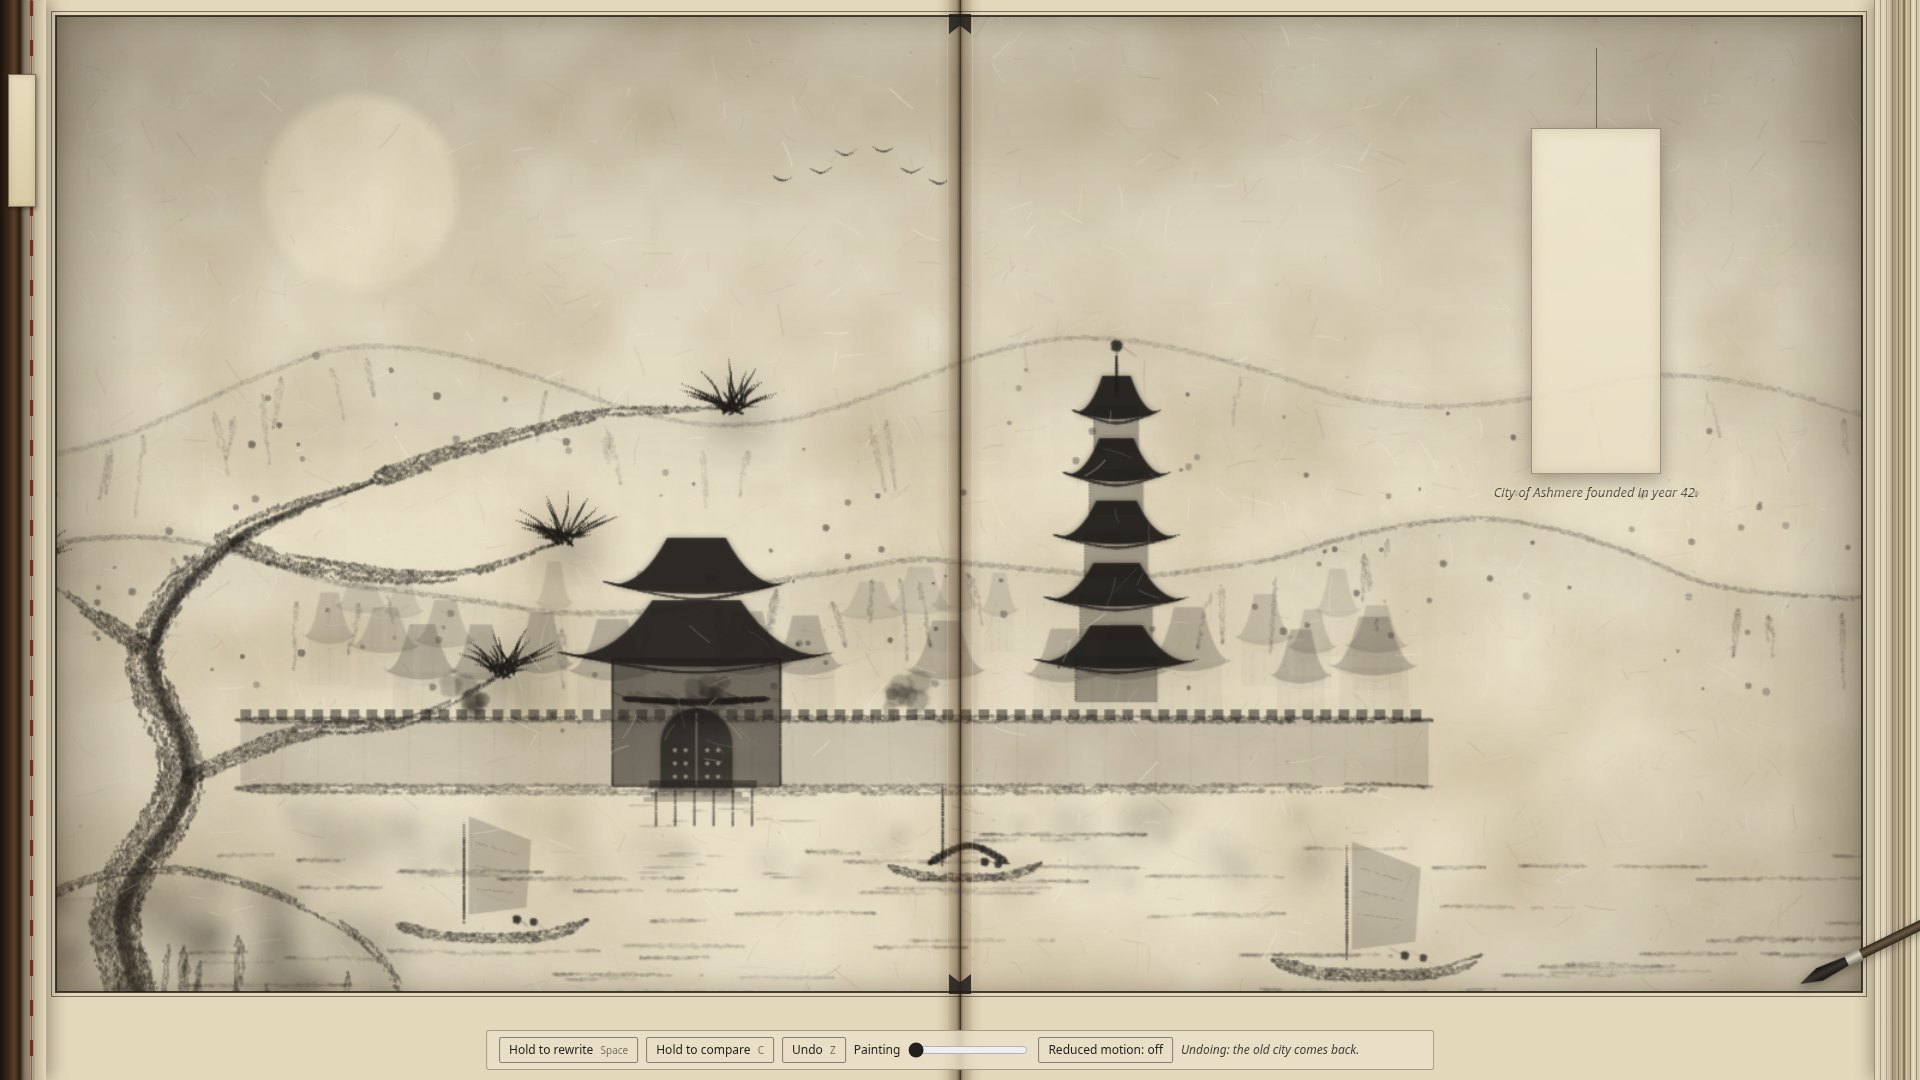 City of Ashmere founded in year 42.
Hold to rewrite Space
Hold to compare C
Undo Z
Painting
Reduced motion: off
Undoing: the old city comes back.